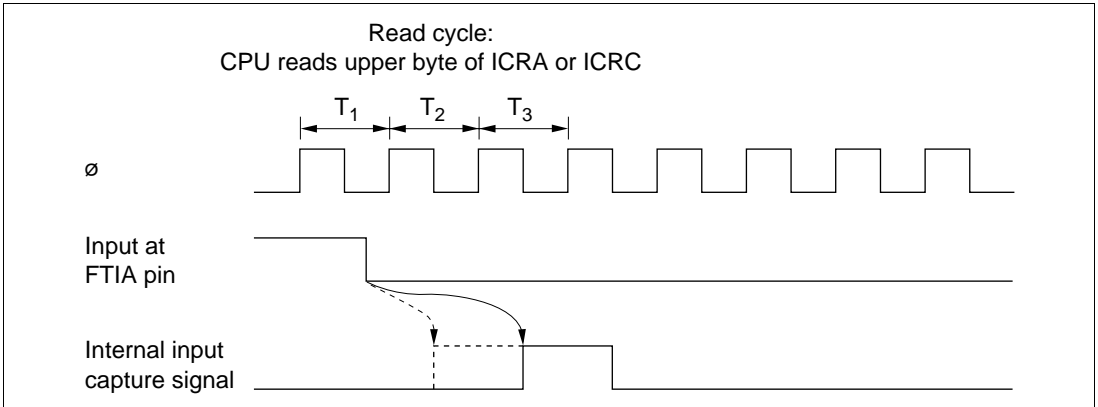 Read cycle:
CPU reads upper byte of ICRA or ICRC
T1 T2 T3
ø
Input at
FTIA pin
Internal input
capture signal